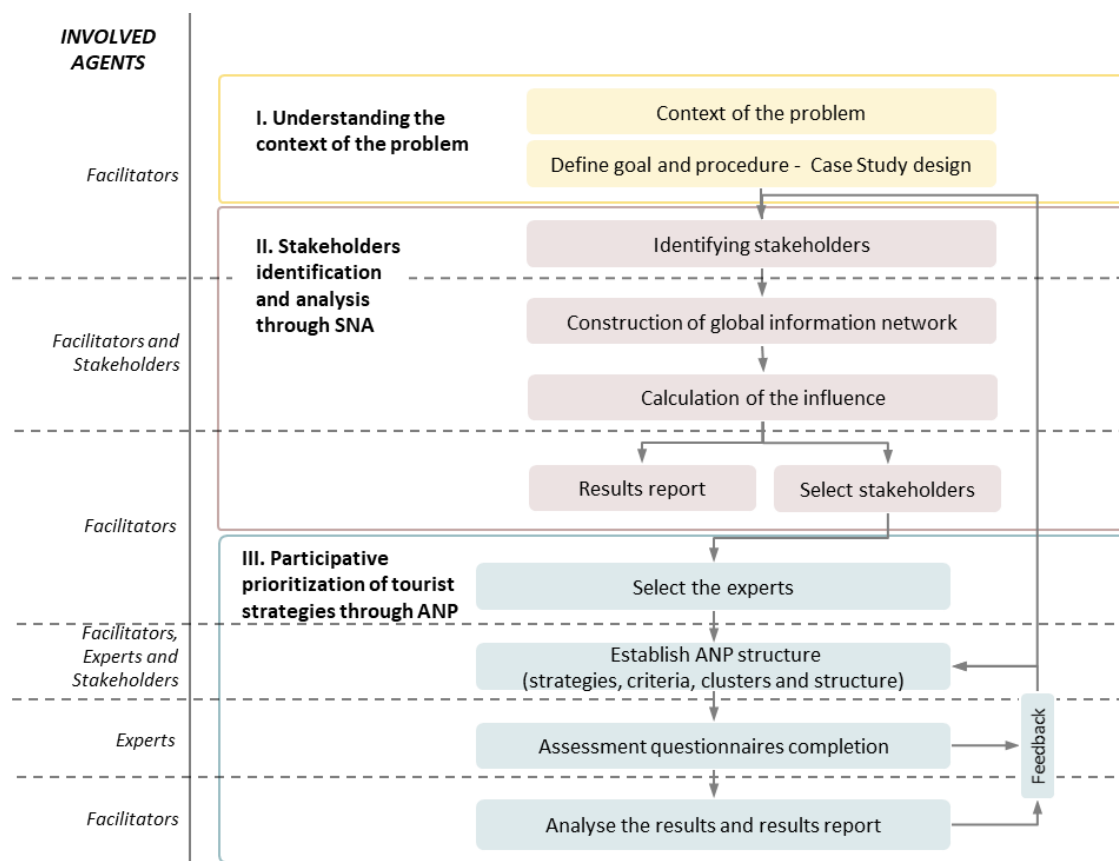 INVOLVED
AGENTS
I. Understanding the
context of the problem
Context of the problem
Define goal and procedure -  Case Study design
Facilitators
II. Stakeholders
identification
and analysis
through SNA
Identifying stakeholders
Construction of global information network
Facilitators and
Stakeholders
Calculation of the influence
Results report
Select stakeholders
Facilitators
III. Participative
prioritization of tourist
strategies through ANP
Select the experts
Facilitators,
Experts and
Stakeholders
Establish ANP structure
(strategies, criteria, clusters and structure)
Experts
Assessment questionnaires completion
Feedback
Facilitators
Analyse the results and results report